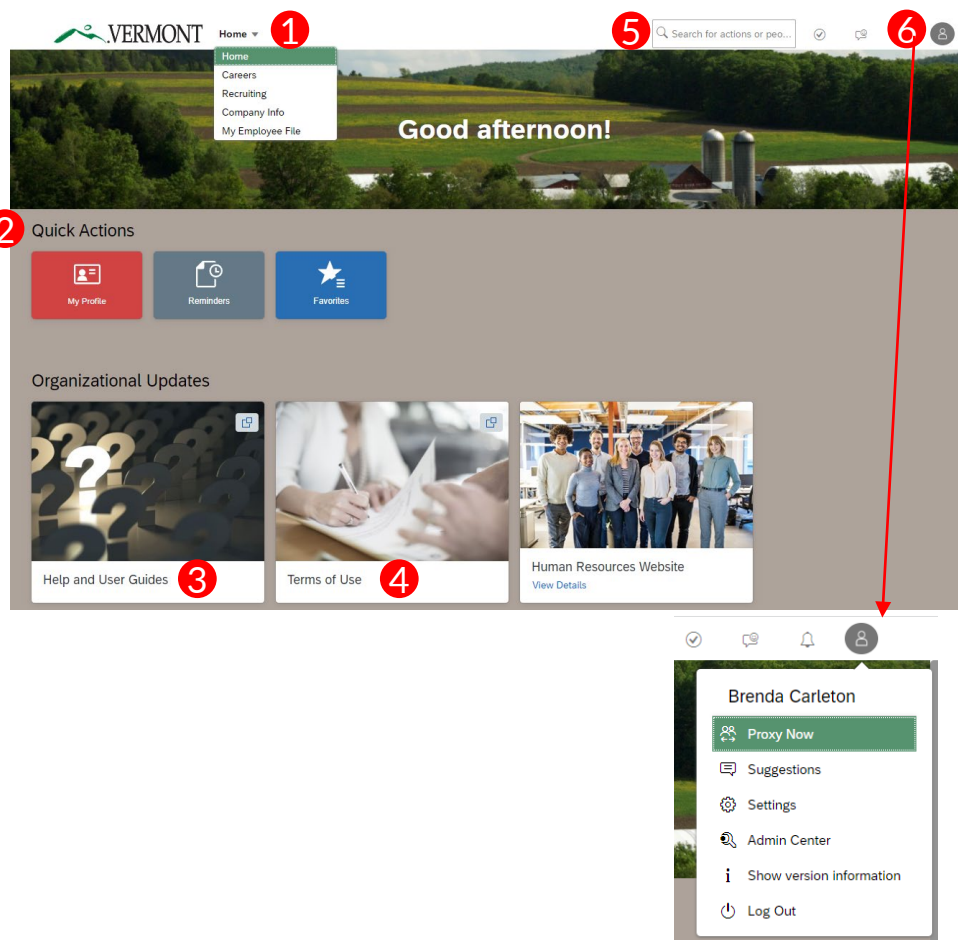 .VERMONT
Home
1
5
Search for actions or peo...
6
Home
Careers
Recruiting
Company Info
My Employee File
Good afternoon!
2
Quick Actions
My Profile
Reminders
Favorites
Organizational Updates
? ? ? ? ? ? ?
Help and User Guides
3
Terms of Use
4
Human Resources Website
View Details
Brenda Carleton
Proxy Now
Suggestions
Settings
Admin Center
i Show version information
Log Out